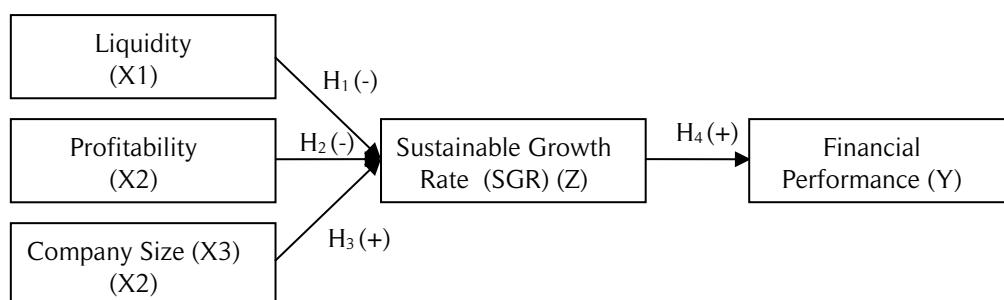 Liquidity
(X1)
H₁ (-)
Profitability
(X2)
H₂ (-)
Sustainable Growth
Rate (SGR) (Z)
H₄ (+)
Financial
Performance (Y)
Company Size (X3)
(X2)
H₃ (+)